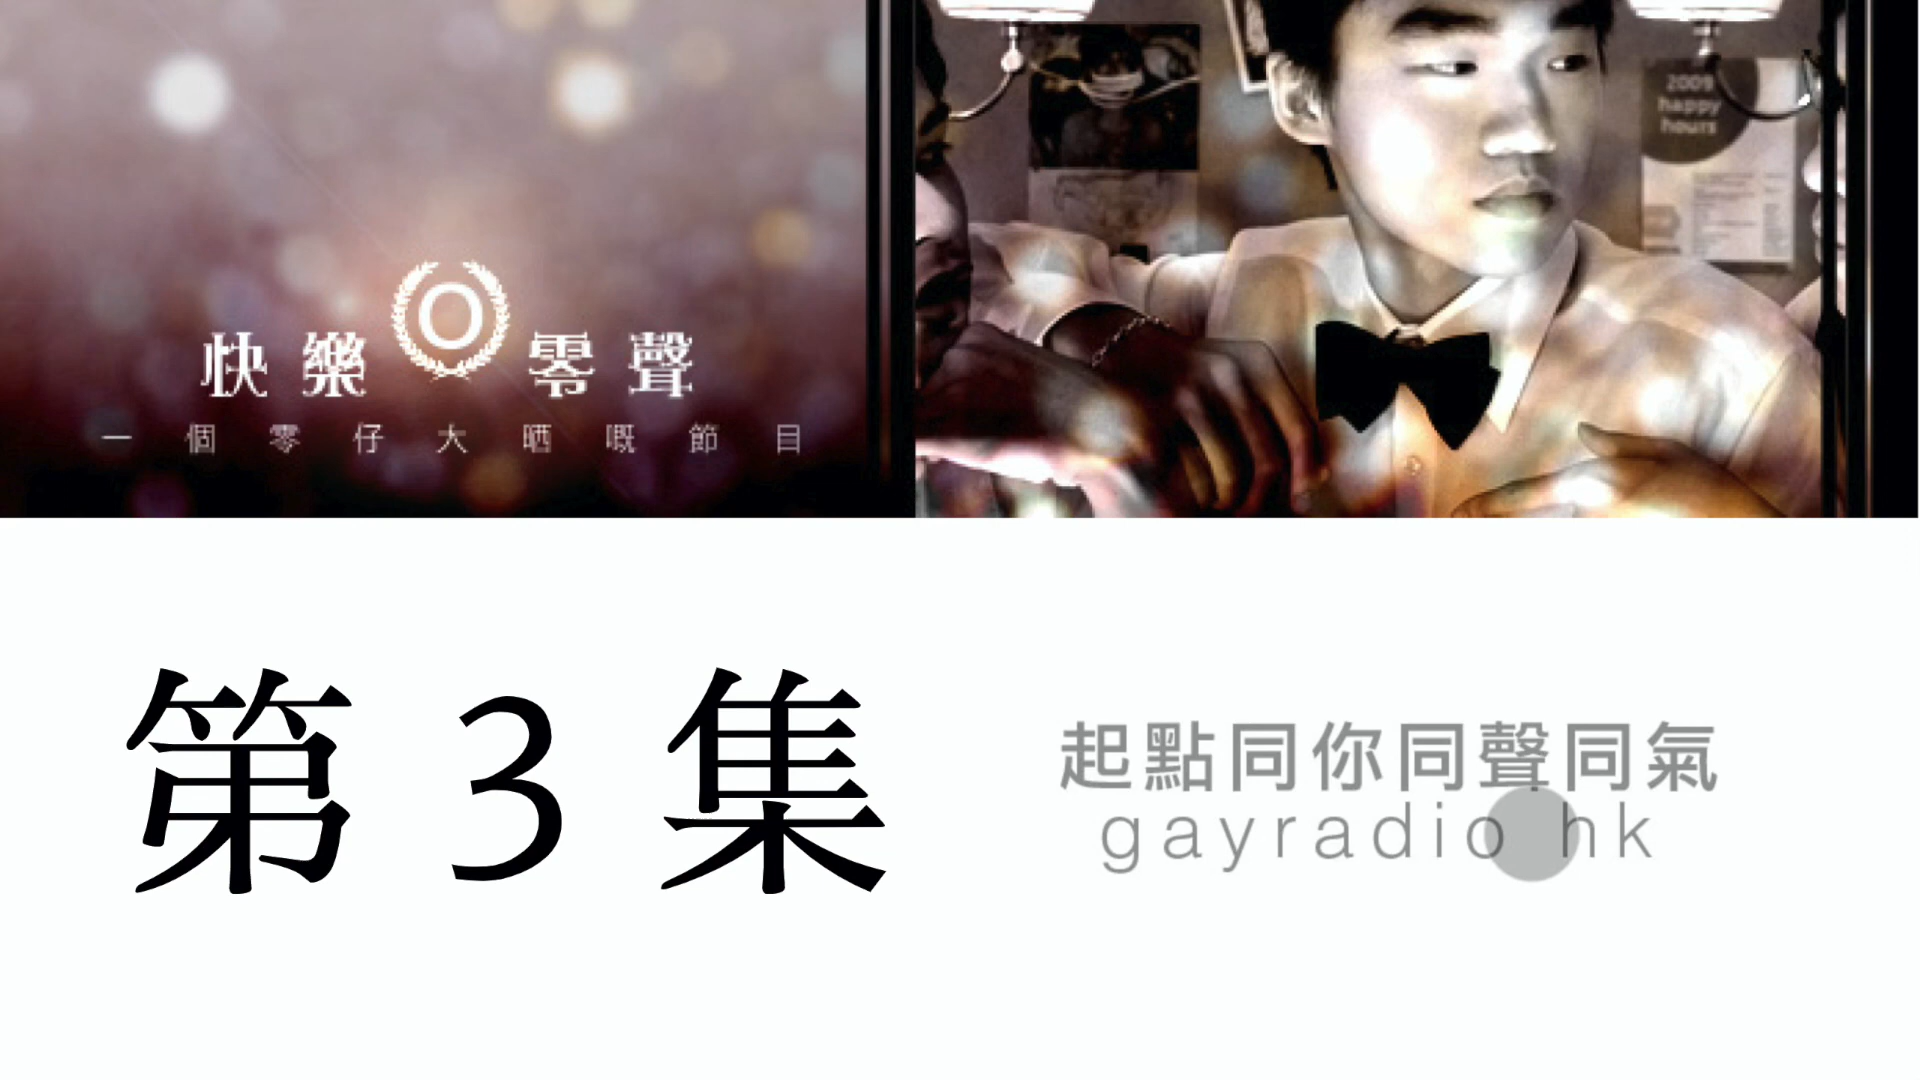 快樂O零聲
一個零仔大晒嘅節目
2009
happy
hours
第3集
起點同你同聲同氣
gayradio hk